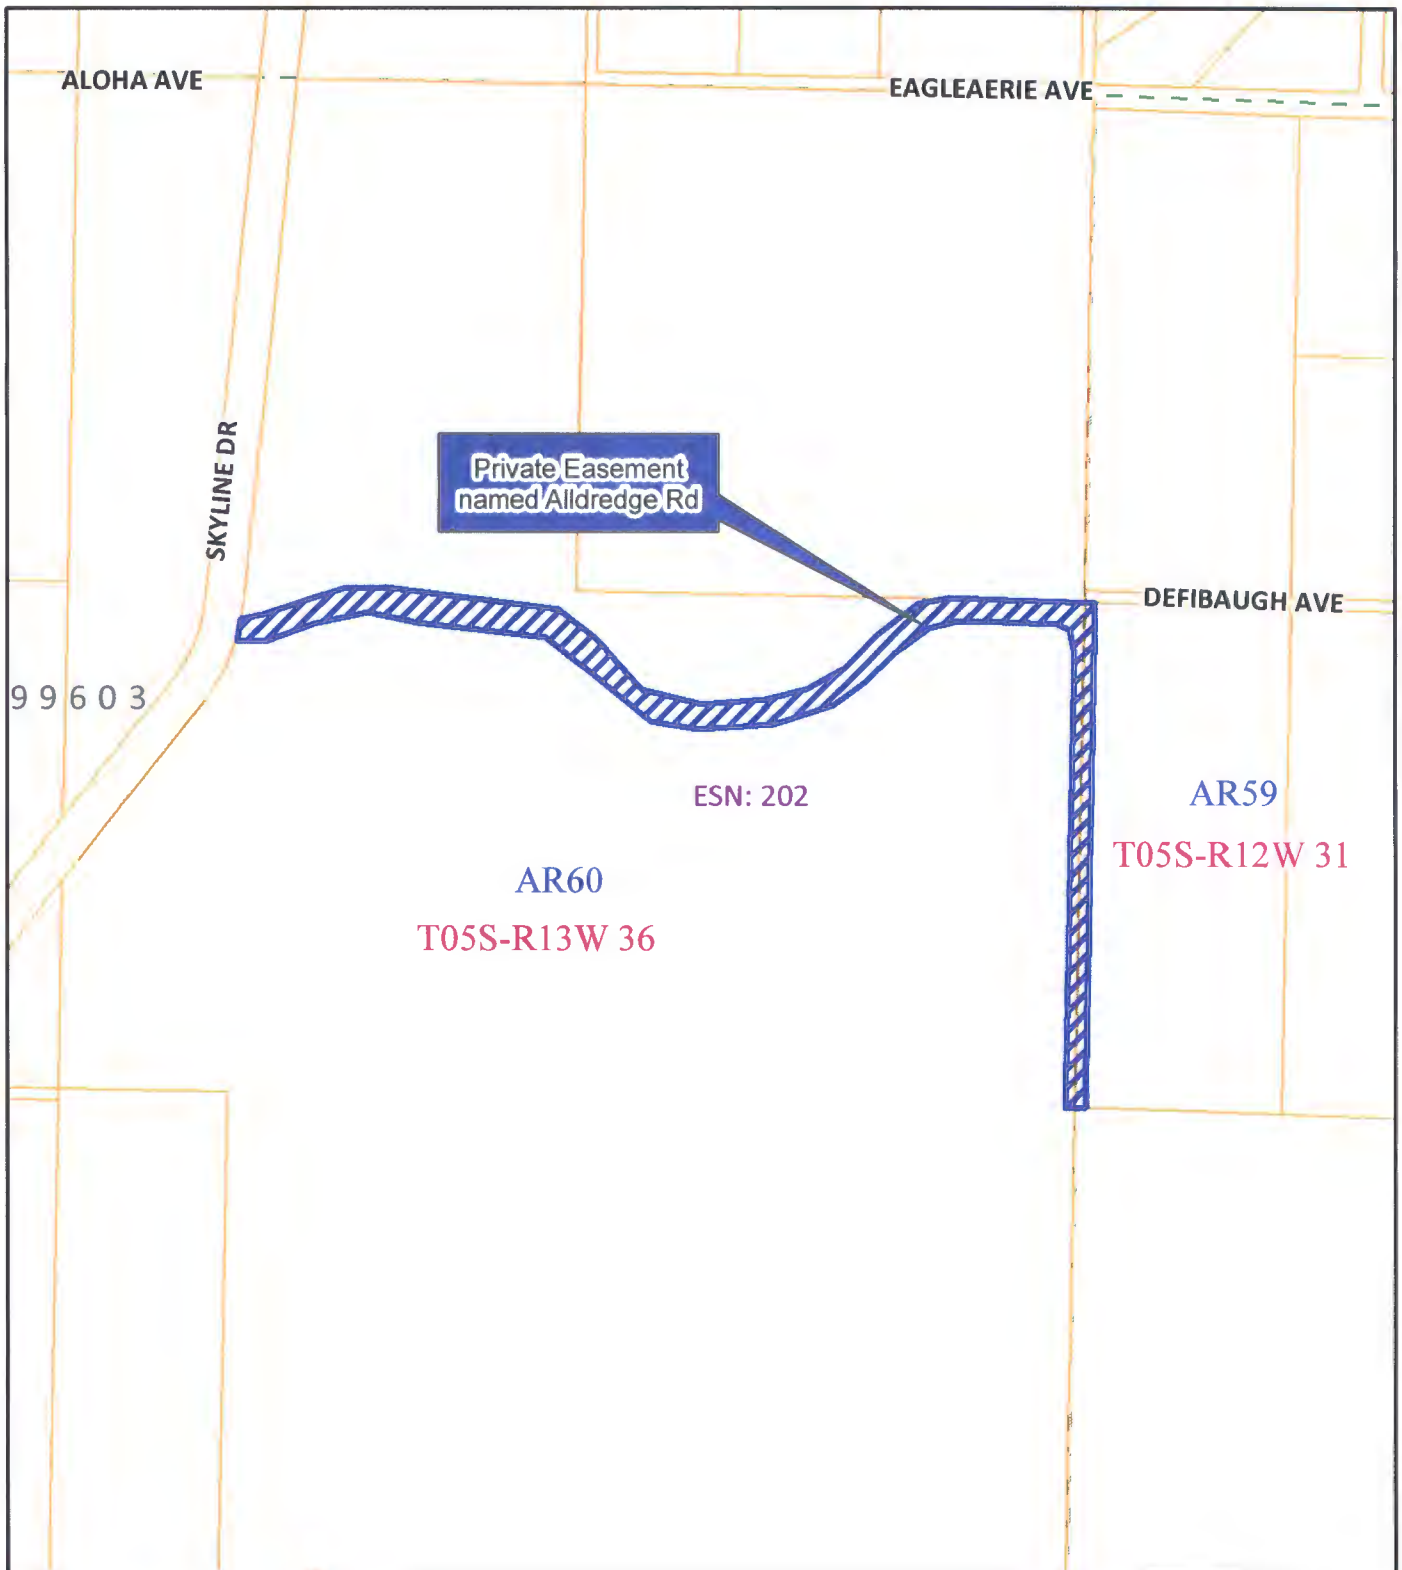 ALOHA AVE
EAGLEAERIE AVE
SKYLINE DR
Private Easement
named Alldredge Rd
DEFIBAUGH AVE
99603
ESN: 202
AR59
T05S-R12W 31
AR60
T05S-R13W 36